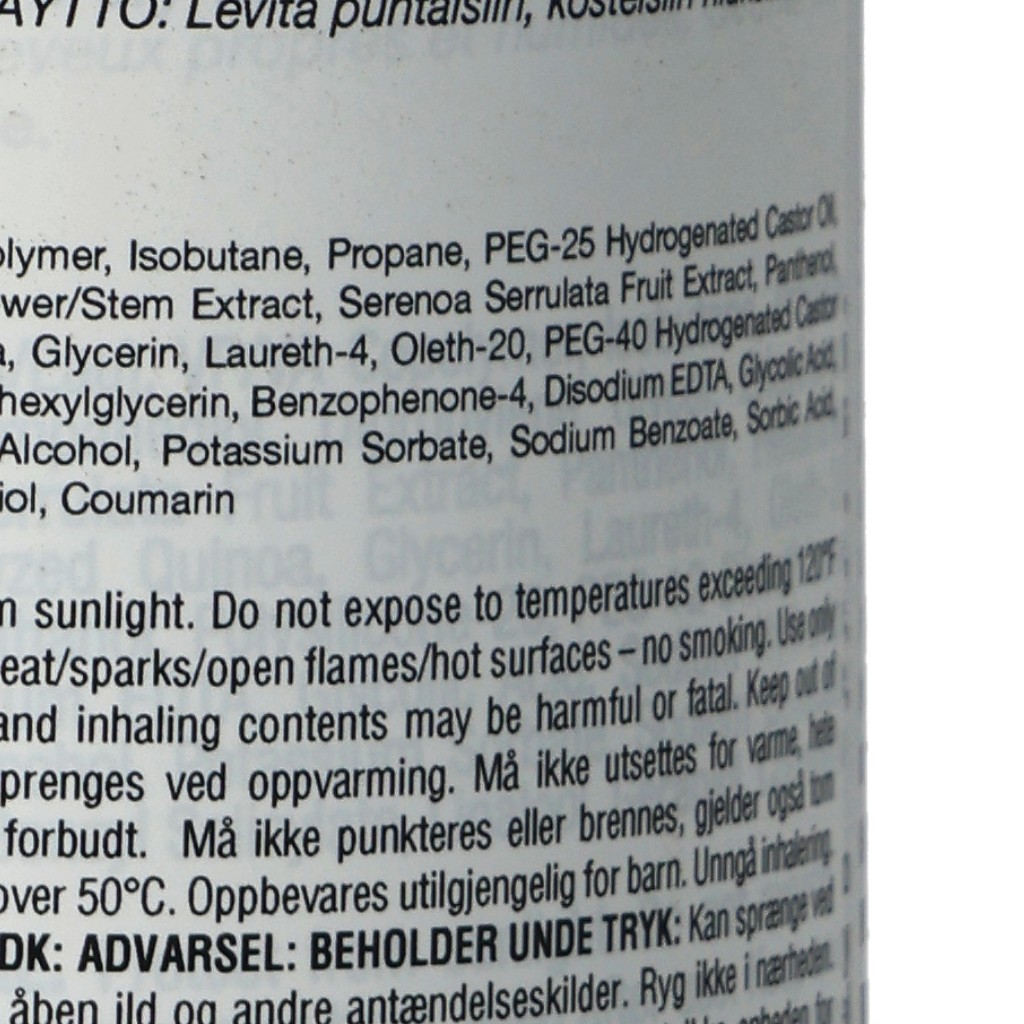 ÄYTTÖ: Levitä puhtaisiin, kosteisiin
olymer, Isobutane, Propane, PEG-25 Hydrogenated Castor Oil,
ower/Stem Extract, Serenoa Serrulata Fruit Extract, Panthenol,
a, Glycerin, Laureth-4, Oleth-20, PEG-40 Hydrogenated Castor
hexylglycerin, Benzophenone-4, Disodium EDTA, Glycolic Acid,
Alcohol, Potassium Sorbate, Sodium Benzoate, Sorbic Acid,
iol, Coumarin
m sunlight. Do not expose to temperatures exceeding 120°F
eat/sparks/open flames/hot surfaces – no smoking. Use only
and inhaling contents may be harmful or fatal. Keep out of
prenges ved oppvarming. Må ikke utsettes for varme, hete
forbudt. Må ikke punkteres eller brennes, gjelder også tom
over 50°C. Oppbevares utilgjengelig for barn. Unngå inhalering.
DK: ADVARSEL: BEHOLDER UNDE TRYK: Kan sprænge ved
åben ild og andre antændelseskilder. Ryg ikke i nærheden.